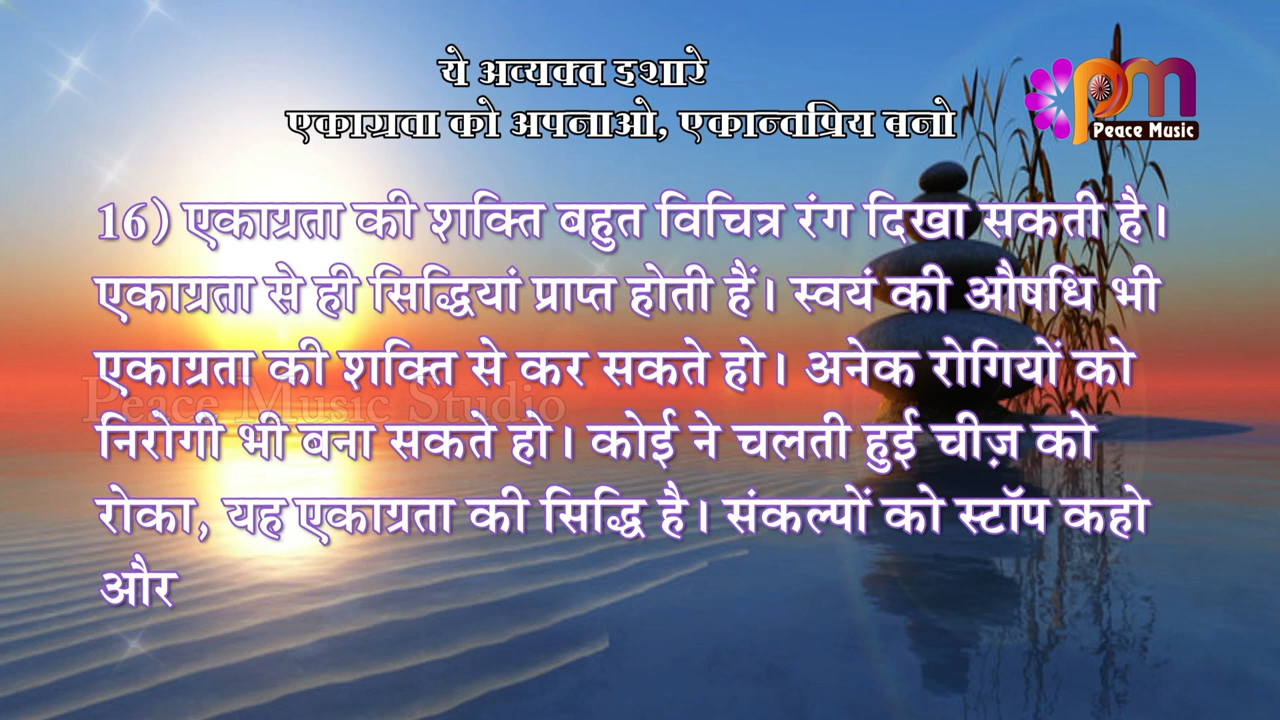 ये अव्यक्त इशारे
एकाग्रता को अपनाओ, एकान्तप्रिय बनो
pm
Peace Music
16) एकाग्रता की शक्ति बहुत विचित्र रंग दिखा सकती है।
एकाग्रता से ही सिद्धियां प्राप्त होती हैं। स्वयं की औषधि भी
एकाग्रता की शक्ति से कर सकते हो। अनेक रोगियों को
Peace Music Studio
निरोगी भी बना सकते हो। कोई ने चलती हुई चीज़ को
रोका, यह एकाग्रता की सिद्धि है। संकल्पों को स्टॉप कहो
और